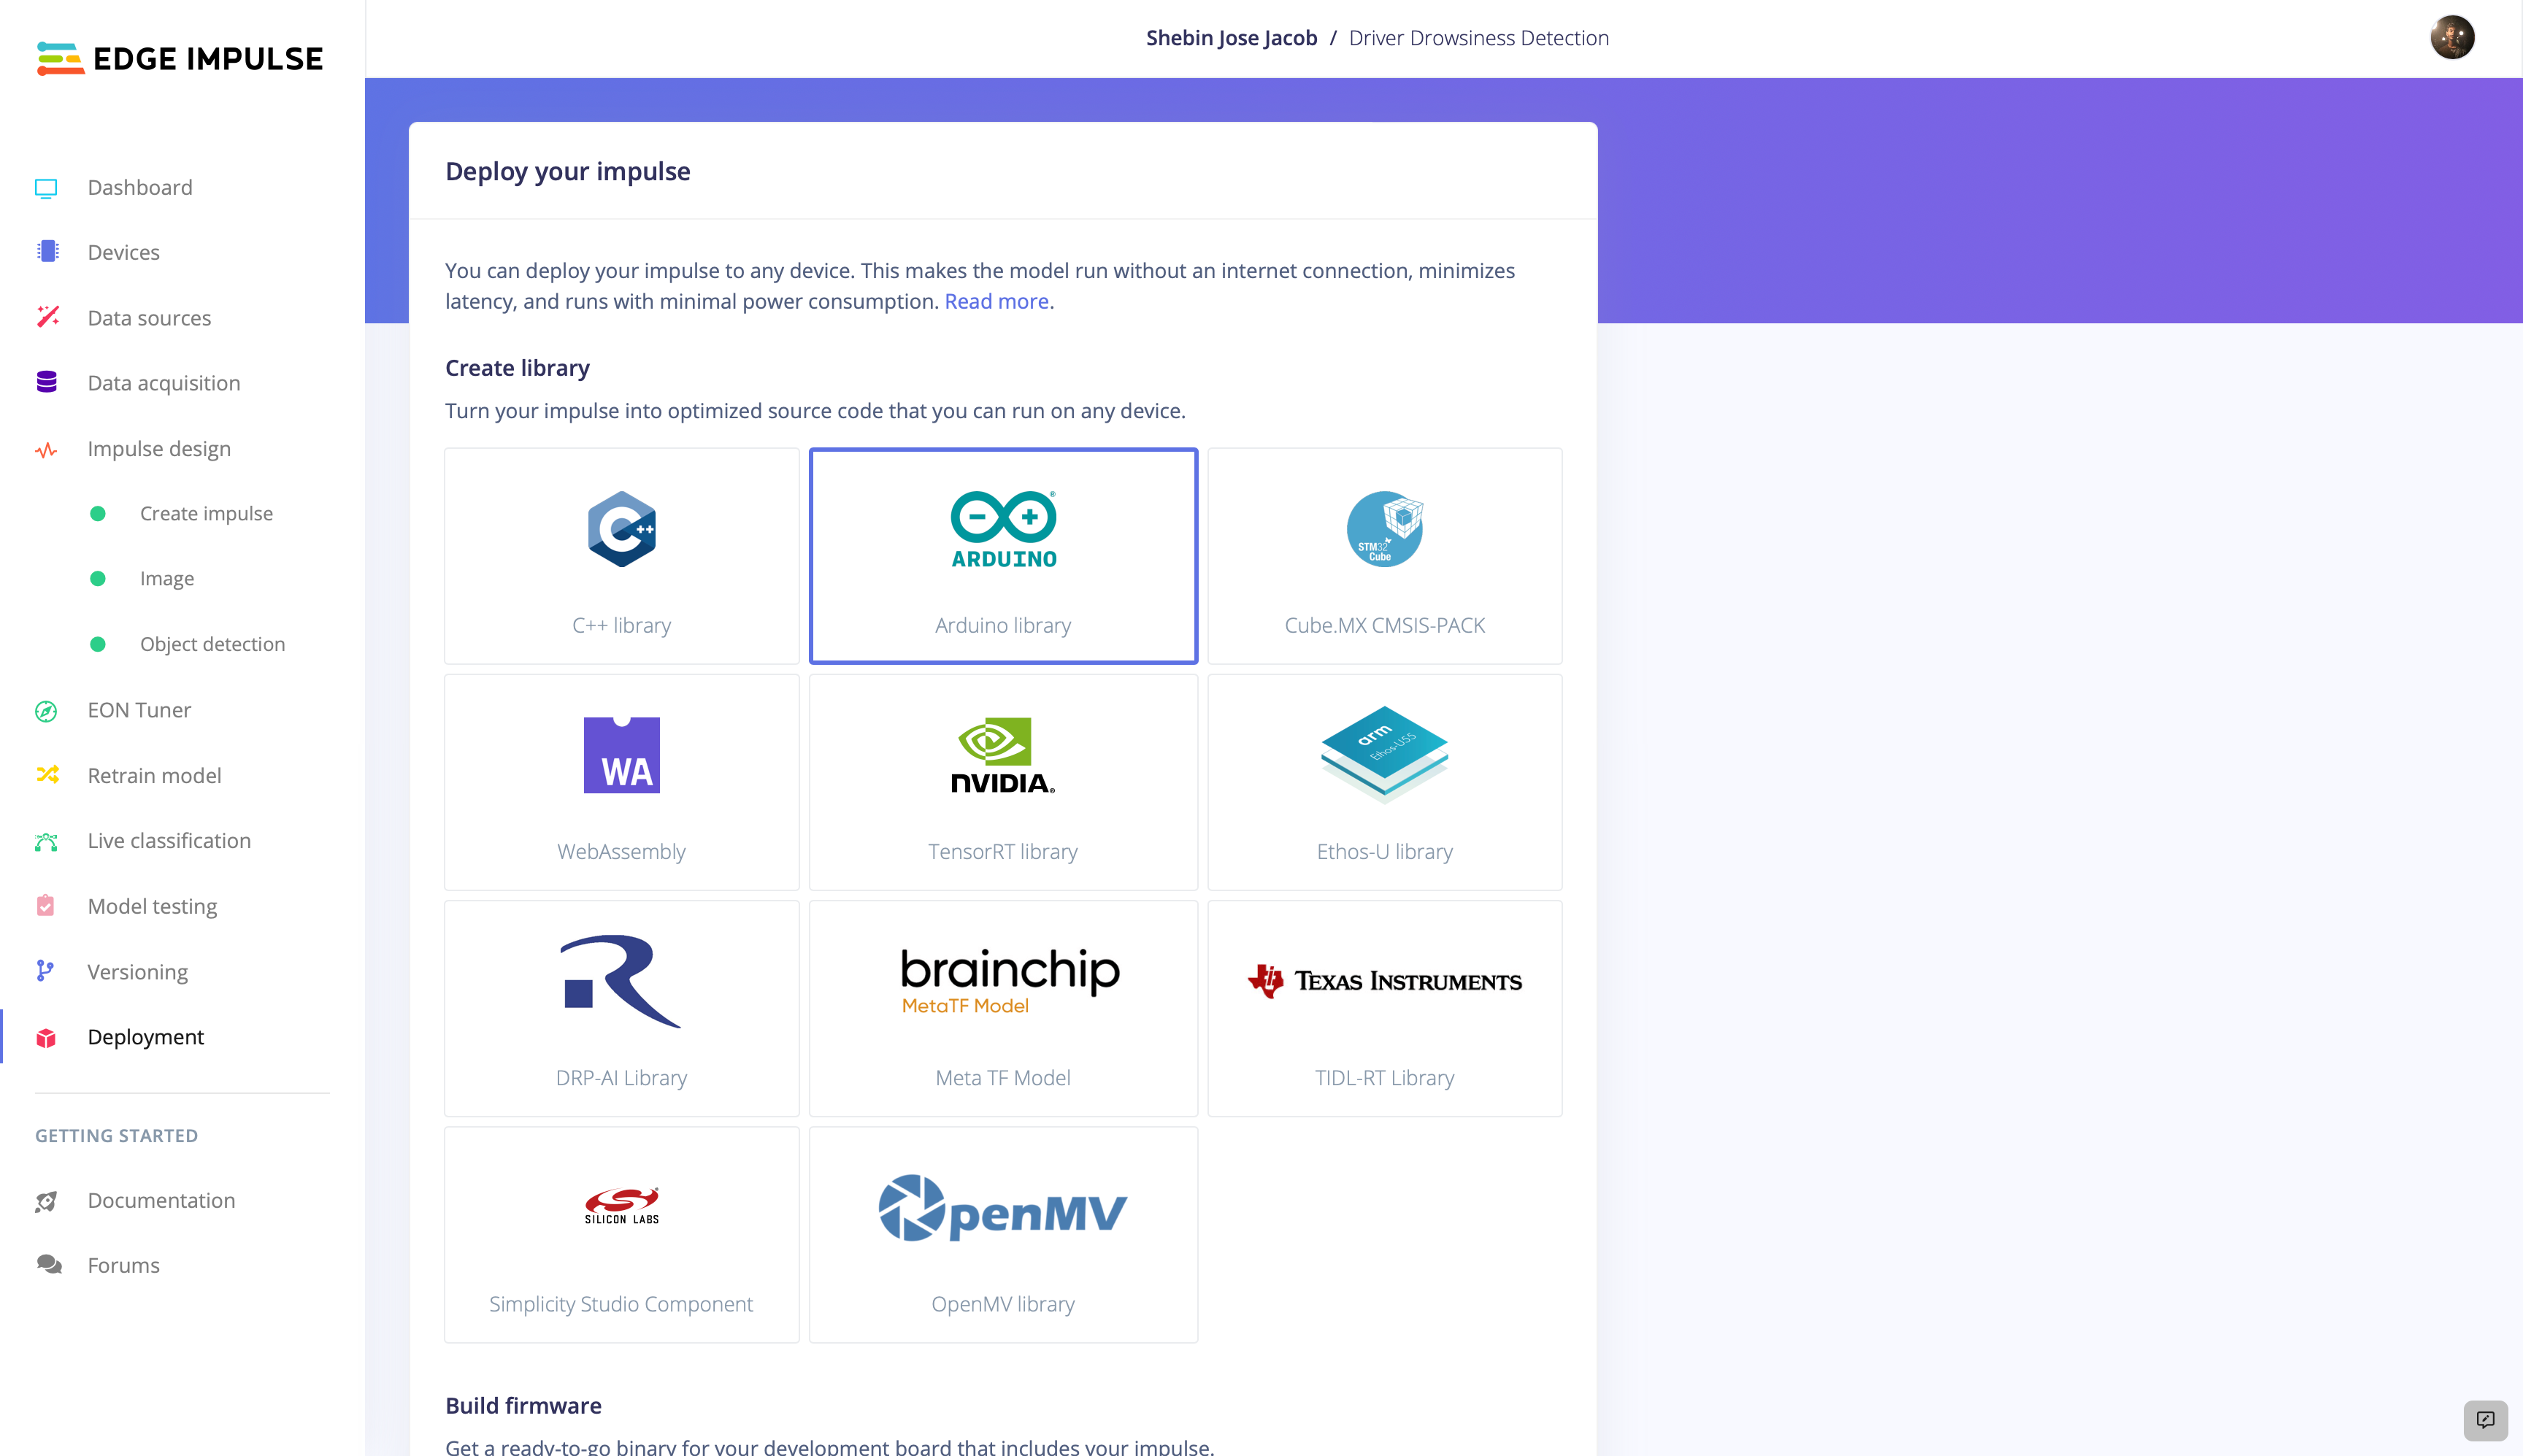 EDGE IMPULSE
Shebin Jose Jacob / Driver Drowsiness Detection
Dashboard
Devices
Data sources
Data acquisition
Impulse design
Create impulse
Image
Object detection
EON Tuner
Retrain model
Live classification
Model testing
Versioning
Deployment
GETTING STARTED
Documentation
Forums
Deploy your impulse
You can deploy your impulse to any device. This makes the model run without an internet connection, minimizes
latency, and runs with minimal power consumption. Read more.
Create library
Turn your impulse into optimized source code that you can run on any device.
C++
C++ library
ARDUINO
Arduino library
STM32
Cube
Cube.MX CMSIS-PACK
WA
WebAssembly
NVIDIA®
TensorRT library
arm
Ethos-U55
Ethos-U library
R
DRP-AI Library
brainchip
MetaTF Model
Meta TF Model
TEXAS INSTRUMENTS
TIDL-RT Library
SILICON LABS
Simplicity Studio Component
OpenMV
OpenMV library
Build firmware
Get a ready-to-go binary for your development board that includes your impulse.